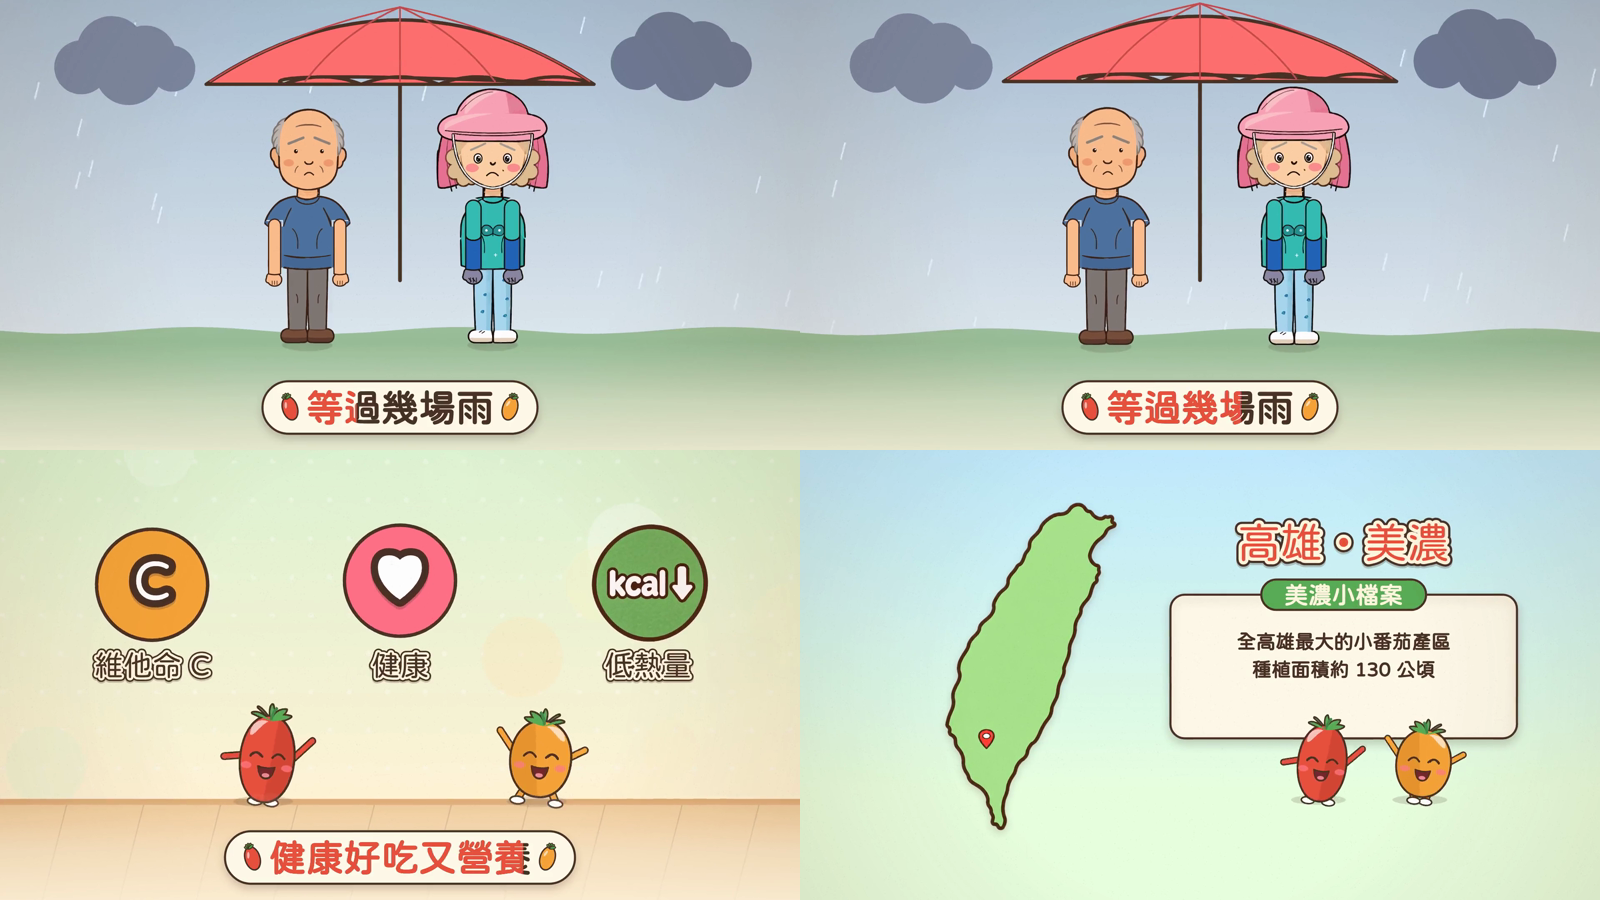 等過幾場雨
等過幾場雨
C
維他命 C
健康
kcal↓
低熱量
健康好吃又營養
高雄•美濃
美濃小檔案
全高雄最大的小番茄產區
種植面積約 130 公頃